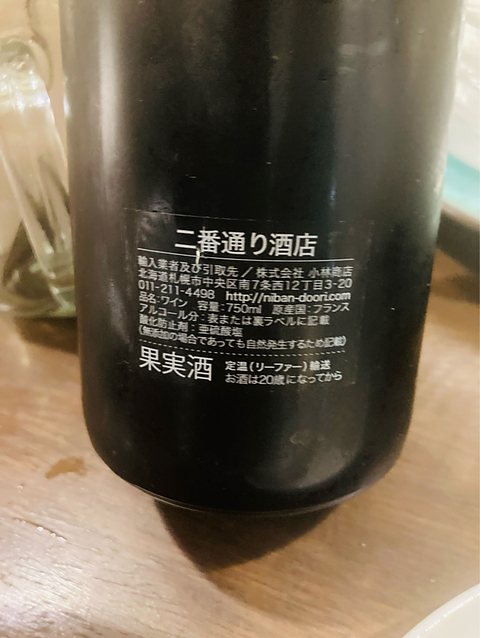 二番通り酒店
輸入業者及び引取先／株式会社 小林商店
北海道札幌市中央区南7条西12丁目3-20
011-211-4498 http://niban-doori.com
品名:ワイン 容量:750ml 原産国:フランス
アルコール分:表または裏ラベルに記載
酸化防止剤:亜硫酸塩
(無添加の場合であっても自然発生するため記載)
果実酒 定温(リーファー)輸送
お酒は20歳になってから